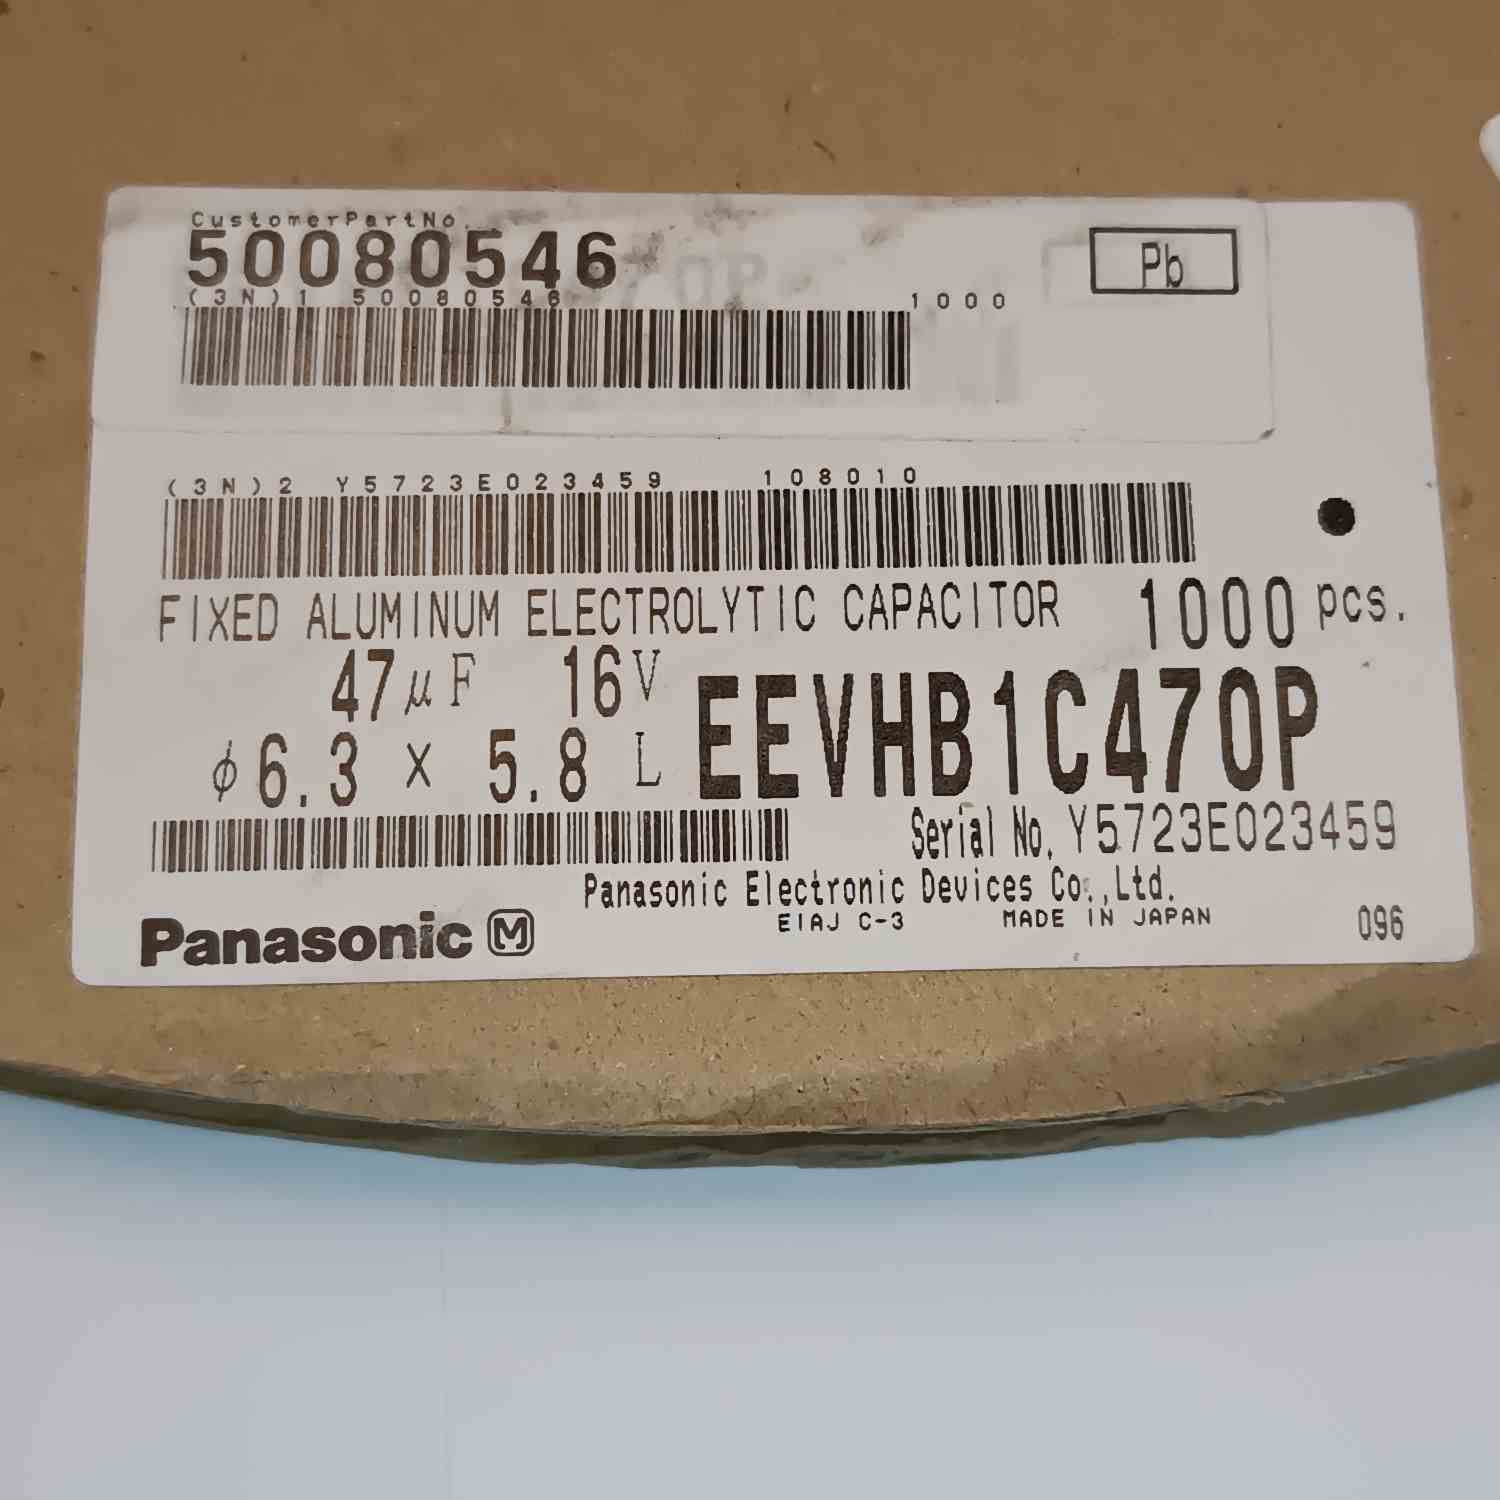 CustomerPartNo.
50080546
Pb
(3N)1 50080546 1000
(3N)2 Y5723E023459 108010
FIXED ALUMINUM ELECTROLYTIC CAPACITOR 1000 pcs.
47μF 16V
EEVHB1C470P
φ6.3 × 5.8 L
Serial No. Y5723E023459
Panasonic Electronic Devices Co.,Ltd.
EIAJ C-3 MADE IN JAPAN 096
Panasonic M